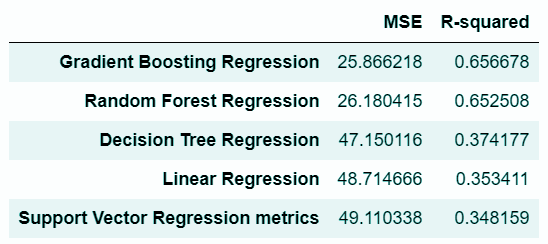 MSE R-squared
Gradient Boosting Regression 25.866218 0.656678
Random Forest Regression 26.180415 0.652508
Decision Tree Regression 47.150116 0.374177
Linear Regression 48.714666 0.353411
Support Vector Regression metrics 49.110338 0.348159